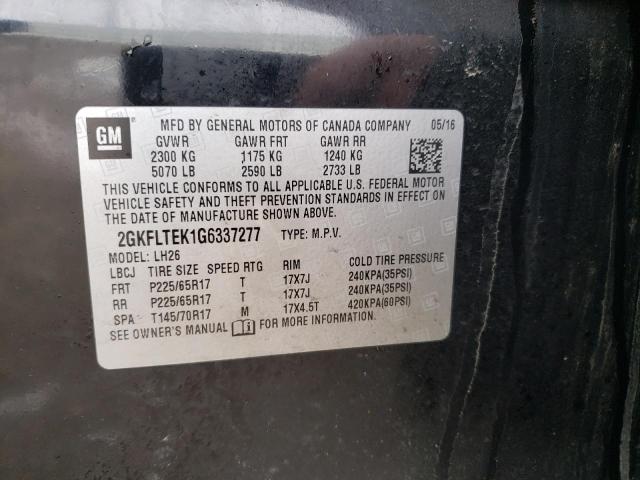 GM
MFD BY GENERAL MOTORS OF CANADA COMPANY 05/16
GVWR GAWR FRT GAWR RR
2300 KG 1175 KG 1240 KG
5070 LB 2590 LB 2733 LB
THIS VEHICLE CONFORMS TO ALL APPLICABLE U.S. FEDERAL MOTOR
VEHICLE SAFETY AND THEFT PREVENTION STANDARDS IN EFFECT ON
THE DATE OF MANUFACTURE SHOWN ABOVE.
2GKFLTEK1G6337277 TYPE: M.P.V.
MODEL: LH26
LBCJ TIRE SIZE SPEED RTG RIM COLD TIRE PRESSURE
FRT P225/65R17 T 17X7J 240KPA(35PSI)
RR P225/65R17 T 17X7J 240KPA(35PSI)
SPA T145/70R17 M 17X4.5T 420KPA(60PSI)
SEE OWNER'S MANUAL FOR MORE INFORMATION.